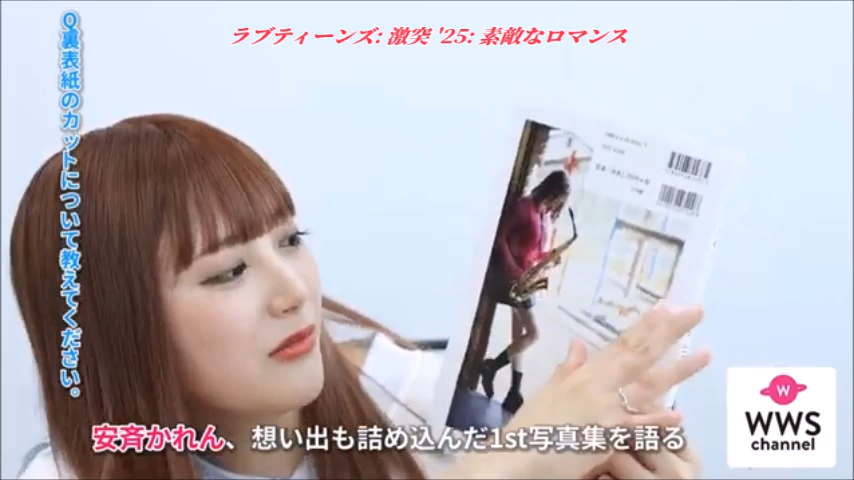 ラブティーンズ: 激突 '25: 素敵なロマンス
Q裏表紙のカットについて教えてください。
安斉かれん、想い出も詰め込んだ1st写真集を語る
W
WWS
channel